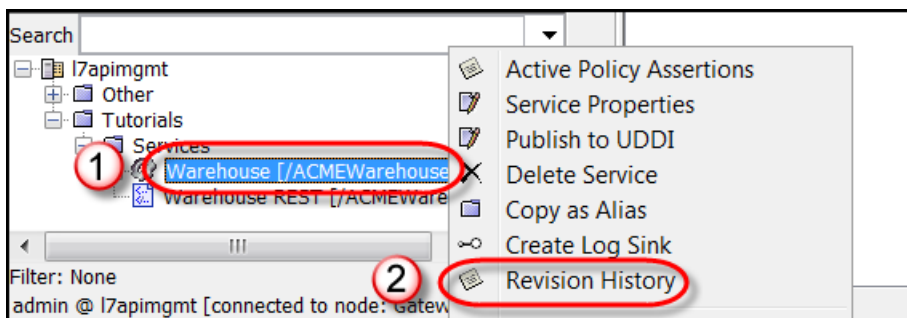 Search
l7apimgmt
Other
Tutorials
Services
1
Warehouse [/ACMEWarehouse
Warehouse REST [/ACMEWare
Filter: None
admin @ l7apimgmt [connected to node: Gatew
Active Policy Assertions
Service Properties
Publish to UDDI
Delete Service
Copy as Alias
Create Log Sink
2
Revision History